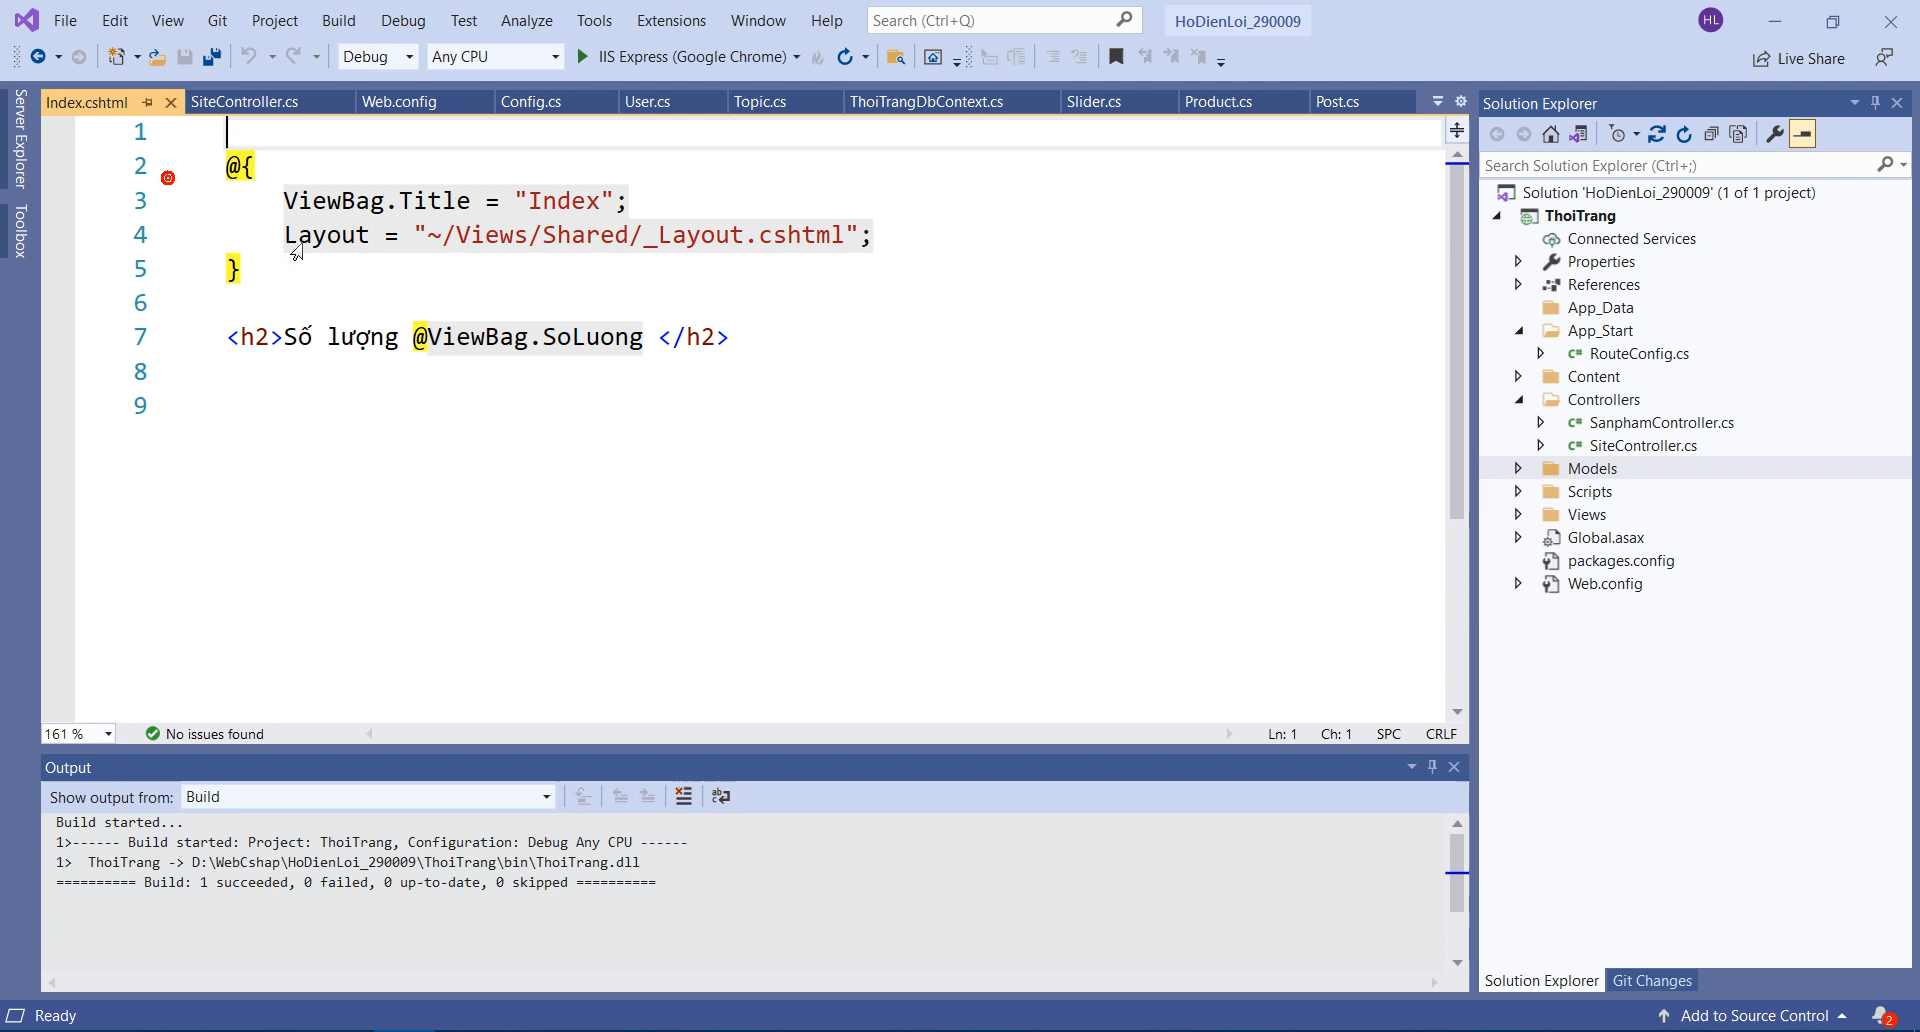 File Edit View Git Project Build Debug Test Analyze Tools Extensions Window Help Search (Ctrl+Q) HoDienLoi_290009 HL
Debug Any CPU IIS Express (Google Chrome) Live Share
Server Explorer
Toolbox
Index.cshtml SiteController.cs Web.config Config.cs User.cs Topic.cs ThoiTrangDbContext.cs Slider.cs Product.cs Post.cs
1
2 @{
3 ViewBag.Title = "Index";
4 Layout = "~/Views/Shared/_Layout.cshtml";
5 }
6
7 <h2>Số lượng @ViewBag.SoLuong </h2>
8
9
161 % No issues found Ln: 1 Ch: 1 SPC CRLF
Output
Show output from: Build
Build started...
1>------ Build started: Project: ThoiTrang, Configuration: Debug Any CPU ------
1> ThoiTrang -> D:\WebCshap\HoDienLoi_290009\ThoiTrang\bin\ThoiTrang.dll
========== Build: 1 succeeded, 0 failed, 0 up-to-date, 0 skipped ==========
Solution Explorer
Search Solution Explorer (Ctrl+;)
Solution 'HoDienLoi_290009' (1 of 1 project)
ThoiTrang
Connected Services
Properties
References
App_Data
App_Start
C# RouteConfig.cs
Content
Controllers
C# SanphamController.cs
C# SiteController.cs
Models
Scripts
Views
Global.asax
packages.config
Web.config
Solution Explorer Git Changes
Ready Add to Source Control 2